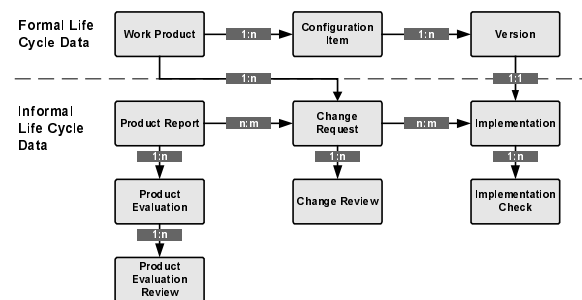 Formal Life
Cycle Data
Work Product
1:n
Configuration
Item
1:n
Version
1:n
1:1
Informal
Life Cycle
Data
Product Report
n:m
Change
Request
n:m
Implementation
1:n
1:n
1:n
Product
Evaluation
Change Review
Implementation
Check
1:n
Product
Evaluation
Review